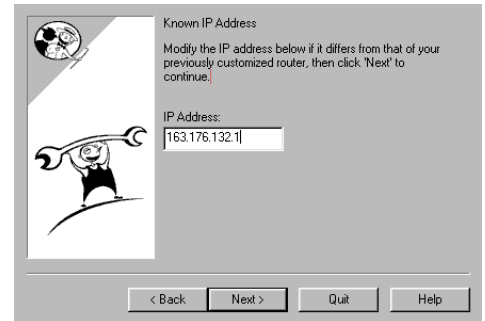 Known IP Address
Modify the IP address below if it differs from that of your
previously customized router, then click 'Next' to
continue.
IP Address:
163.176.132.1
< Back Next > Quit Help